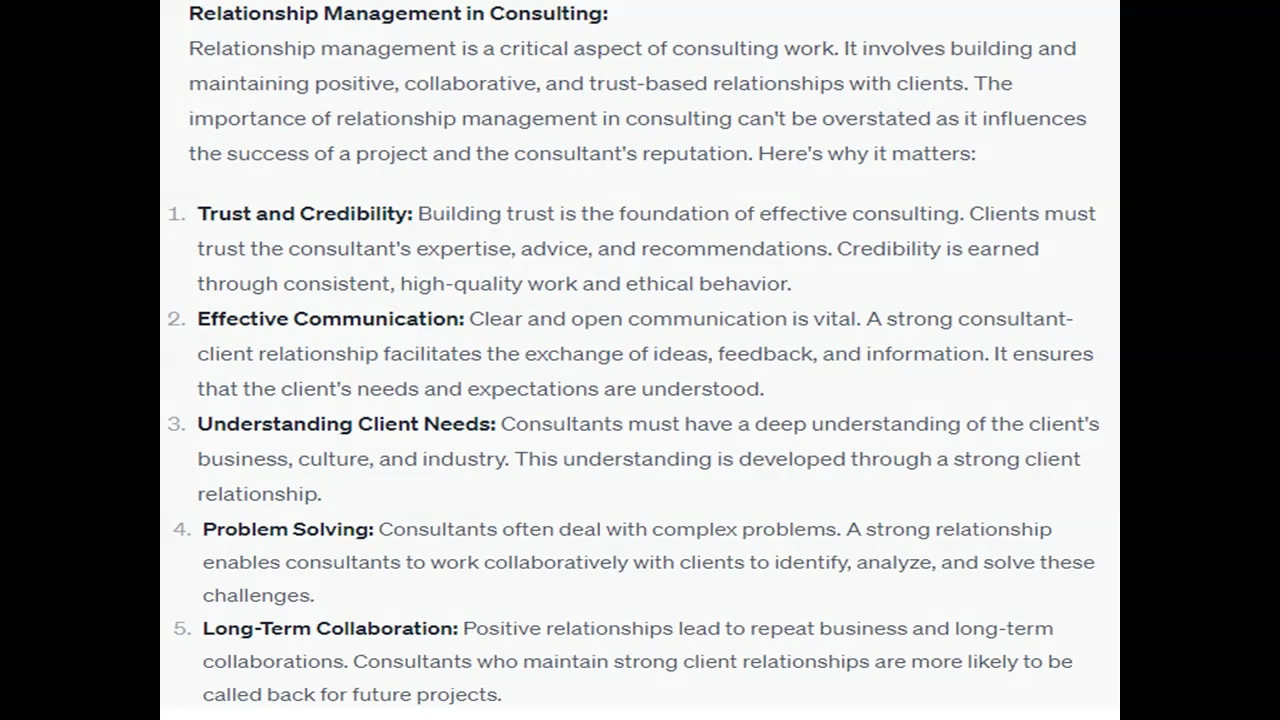 Relationship Management in Consulting:
Relationship management is a critical aspect of consulting work. It involves building and
maintaining positive, collaborative, and trust-based relationships with clients. The
importance of relationship management in consulting can't be overstated as it influences
the success of a project and the consultant's reputation. Here's why it matters:
1. Trust and Credibility: Building trust is the foundation of effective consulting. Clients must
trust the consultant's expertise, advice, and recommendations. Credibility is earned
through consistent, high-quality work and ethical behavior.
2. Effective Communication: Clear and open communication is vital. A strong consultant-
client relationship facilitates the exchange of ideas, feedback, and information. It ensures
that the client's needs and expectations are understood.
3. Understanding Client Needs: Consultants must have a deep understanding of the client's
business, culture, and industry. This understanding is developed through a strong client
relationship.
4. Problem Solving: Consultants often deal with complex problems. A strong relationship
enables consultants to work collaboratively with clients to identify, analyze, and solve these
challenges.
5. Long-Term Collaboration: Positive relationships lead to repeat business and long-term
collaborations. Consultants who maintain strong client relationships are more likely to be
called back for future projects.